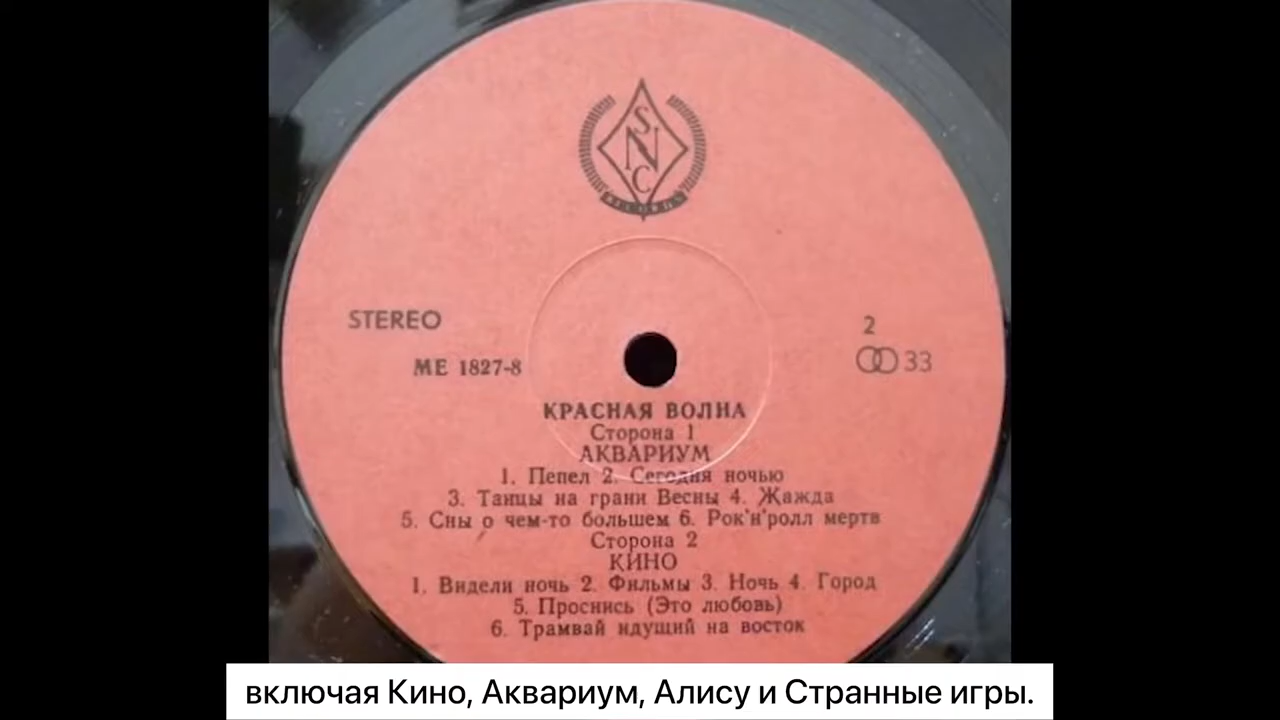 S
N
C
RECORDS
STEREO
2
ME 1827-8
33
КРАСНАЯ ВОЛНА
Сторона 1
АКВАРИУМ
1. Пепел 2. Сегодня ночью
3. Танцы на грани Весны 4. Жажда
5. Сны о чем-то большем 6. Рок'н'ролл мертв
Сторона 2
КИНО
1. Видели ночь 2. Фильмы 3. Ночь 4. Город
5. Проснись (Это любовь)
6. Трамвай идущий на восток
включая Кино, Аквариум, Алису и Странные игры.